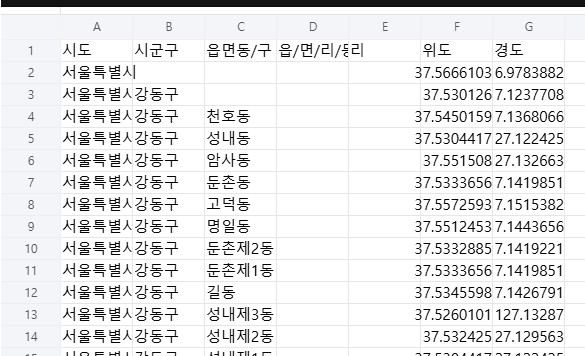 A B C D E F G
1 시도 시군구 읍면동/구 읍/면/리/동 리 위도 경도
2 서울특별시 37.5666103 6.9783882
3 서울특별시 강동구 37.530126 7.1237708
4 서울특별시 강동구 천호동 37.5450159 7.1368066
5 서울특별시 강동구 성내동 37.5304417 27.122425
6 서울특별시 강동구 암사동 37.551508 27.132663
7 서울특별시 강동구 둔촌동 37.5333656 7.1419851
8 서울특별시 강동구 고덕동 37.5572593 7.1515382
9 서울특별시 강동구 명일동 37.5512453 7.1443656
10 서울특별시 강동구 둔촌제2동 37.5332885 7.1419221
11 서울특별시 강동구 둔촌제1동 37.5333656 7.1419851
12 서울특별시 강동구 길동 37.5345598 7.1426791
13 서울특별시 강동구 성내제3동 37.5260101 127.13287
14 서울특별시 강동구 성내제2동 37.532425 27.129563